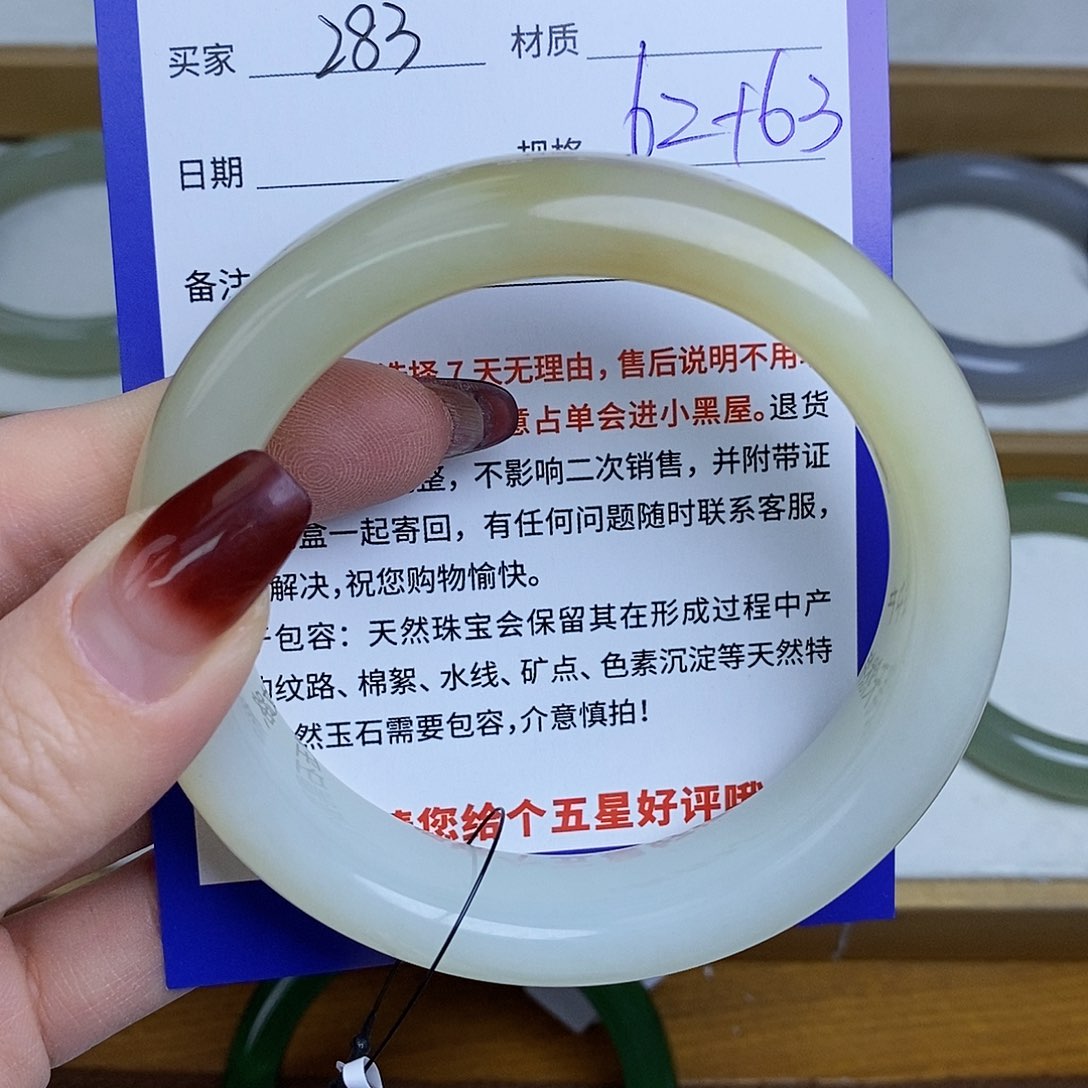 买家 283 材质
日期 规格 62+63
备注
选择7天无理由，售后说明不用
意占单会进小黑屋。退货
整，不影响二次销售，并附带证
盒一起寄回，有任何问题随时联系客服，
解决，祝您购物愉快。
包容：天然珠宝会保留其在形成过程中产
的纹路、棉絮、水线、矿点、色素沉淀等天然特
然玉石需要包容，介意慎拍！
请您给个五星好评哦